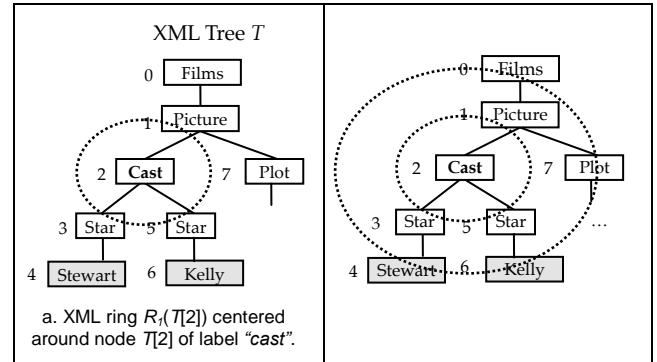 XML Tree T
0 Films
1 Picture
2 Cast 7 Plot
3 Star 5 Star
4 Stewart 6 Kelly
a. XML ring R1(T[2]) centered
around node T[2] of label “cast”.
0 Films
1 Picture
2 Cast 7 Plot
3 Star 5 Star ...
4 Stewart 6 Kelly